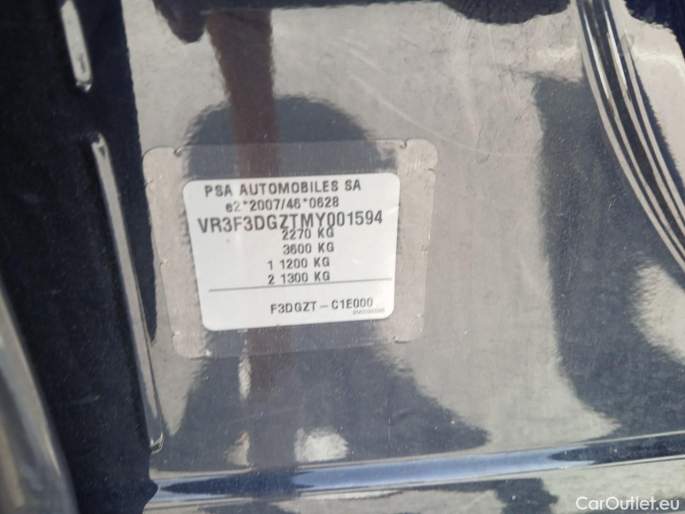 PSA AUTOMOBILES SA
e2*2007/46*0628
VR3F3DGZTMY001594
2270 KG
3600 KG
1 1200 KG
2 1300 KG
F3DGZT-C1E000
CarOutlet.eu